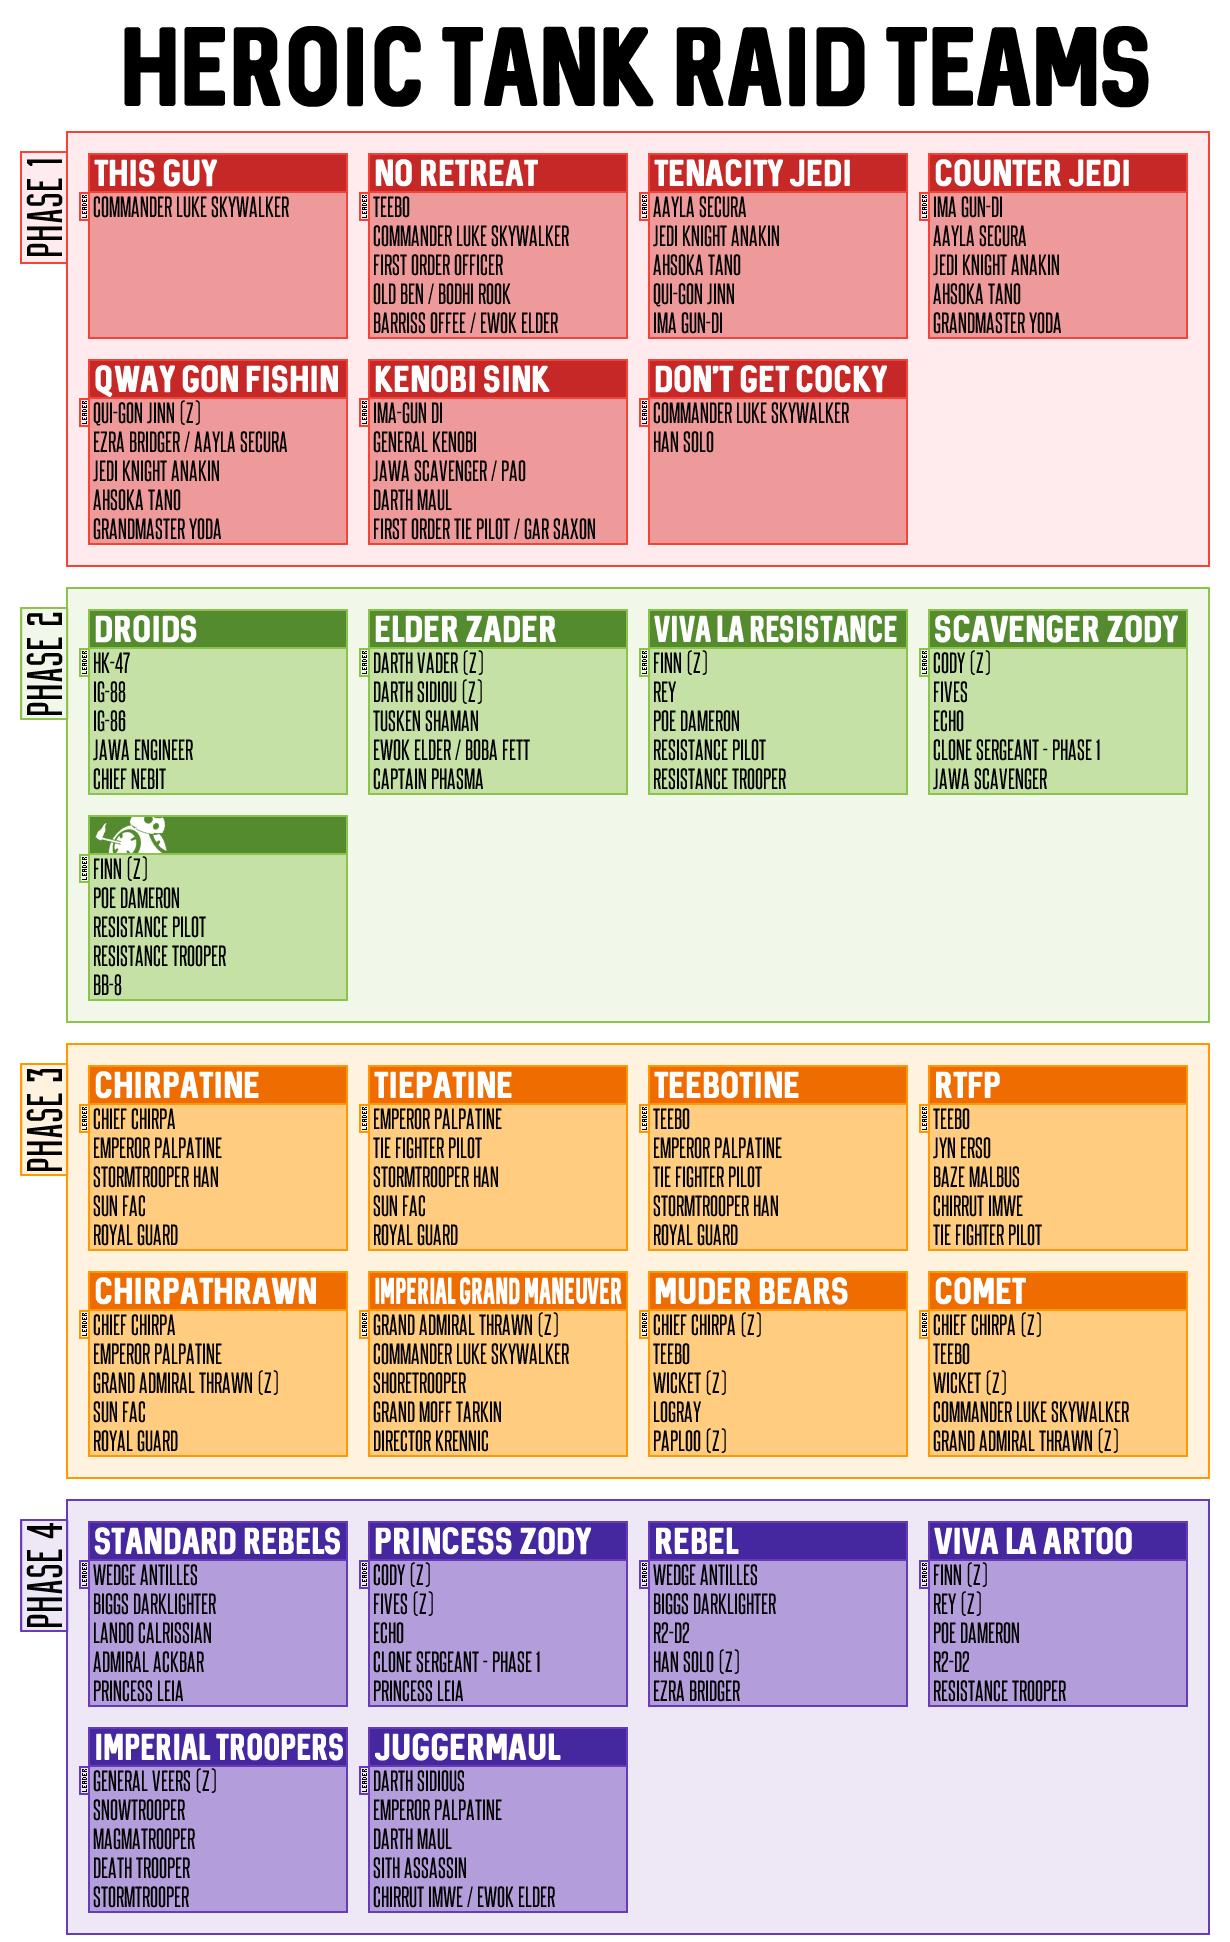 HEROIC TANK RAID TEAMS
PHASE 1
THIS GUY
LEADER
COMMANDER LUKE SKYWALKER
NO RETREAT
LEADER
TEEBO
COMMANDER LUKE SKYWALKER
FIRST ORDER OFFICER
OLD BEN / BODHI ROOK
BARRISS OFFEE / EWOK ELDER
TENACITY JEDI
LEADER
AAYLA SECURA
JEDI KNIGHT ANAKIN
AHSOKA TANO
QUI-GON JINN
IMA GUN-DI
COUNTER JEDI
LEADER
IMA GUN-DI
AAYLA SECURA
JEDI KNIGHT ANAKIN
AHSOKA TANO
GRANDMASTER YODA
QWAY GON FISHIN
LEADER
QUI-GON JINN (Z)
EZRA BRIDGER / AAYLA SECURA
JEDI KNIGHT ANAKIN
AHSOKA TANO
GRANDMASTER YODA
KENOBI SINK
LEADER
IMA-GUN DI
GENERAL KENOBI
JAWA SCAVENGER / PAO
DARTH MAUL
FIRST ORDER TIE PILOT / GAR SAXON
DON'T GET COCKY
LEADER
COMMANDER LUKE SKYWALKER
HAN SOLO
PHASE 2
DROIDS
LEADER
HK-47
IG-88
IG-86
JAWA ENGINEER
CHIEF NEBIT
ELDER ZADER
LEADER
DARTH VADER (Z)
DARTH SIDIOU (Z)
TUSKEN SHAMAN
EWOK ELDER / BOBA FETT
CAPTAIN PHASMA
VIVA LA RESISTANCE
LEADER
FINN (Z)
REY
POE DAMERON
RESISTANCE PILOT
RESISTANCE TROOPER
SCAVENGER ZODY
LEADER
CODY (Z)
FIVES
ECHO
CLONE SERGEANT - PHASE 1
JAWA SCAVENGER
LEADER
FINN (Z)
POE DAMERON
RESISTANCE PILOT
RESISTANCE TROOPER
BB-8
PHASE 3
CHIRPATINE
LEADER
CHIEF CHIRPA
EMPEROR PALPATINE
STORMTROOPER HAN
SUN FAC
ROYAL GUARD
TIEPATINE
LEADER
EMPEROR PALPATINE
TIE FIGHTER PILOT
STORMTROOPER HAN
SUN FAC
ROYAL GUARD
TEEBOTINE
LEADER
TEEBO
EMPEROR PALPATINE
TIE FIGHTER PILOT
STORMTROOPER HAN
ROYAL GUARD
RTFP
LEADER
TEEBO
JYN ERSO
BAZE MALBUS
CHIRRUT IMWE
TIE FIGHTER PILOT
CHIRPATHRAWN
LEADER
CHIEF CHIRPA
EMPEROR PALPATINE
GRAND ADMIRAL THRAWN (Z)
SUN FAC
ROYAL GUARD
IMPERIAL GRAND MANEUVER
LEADER
GRAND ADMIRAL THRAWN (Z)
COMMANDER LUKE SKYWALKER
SHORETROOPER
GRAND MOFF TARKIN
DIRECTOR KRENNIC
MUDER BEARS
LEADER
CHIEF CHIRPA (Z)
TEEBO
WICKET (Z)
LOGRAY
PAPLOO (Z)
COMET
LEADER
CHIEF CHIRPA (Z)
TEEBO
WICKET (Z)
COMMANDER LUKE SKYWALKER
GRAND ADMIRAL THRAWN (Z)
PHASE 4
STANDARD REBELS
LEADER
WEDGE ANTILLES
BIGGS DARKLIGHTER
LANDO CALRISSIAN
ADMIRAL ACKBAR
PRINCESS LEIA
PRINCESS ZODY
LEADER
CODY (Z)
FIVES (Z)
ECHO
CLONE SERGEANT - PHASE 1
PRINCESS LEIA
REBEL
LEADER
WEDGE ANTILLES
BIGGS DARKLIGHTER
R2-D2
HAN SOLO (Z)
EZRA BRIDGER
VIVA LA ARTOO
LEADER
FINN (Z)
REY (Z)
POE DAMERON
R2-D2
RESISTANCE TROOPER
IMPERIAL TROOPERS
LEADER
GENERAL VEERS (Z)
SNOWTROOPER
MAGMATROOPER
DEATH TROOPER
STORMTROOPER
JUGGERMAUL
LEADER
DARTH SIDIOUS
EMPEROR PALPATINE
DARTH MAUL
SITH ASSASSIN
CHIRRUT IMWE / EWOK ELDER